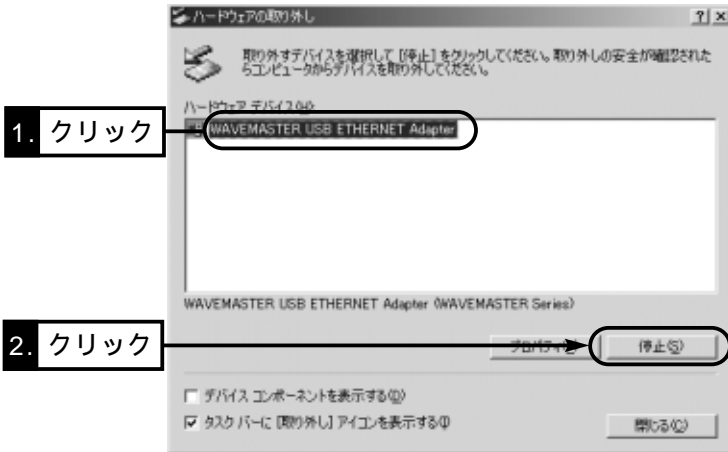 ハードウェアの取り外し
取り外すデバイスを選択して [停止] をクリックしてください。取り外しの安全が確認された
らコンピュータからデバイスを取り外してください。
ハードウェア デバイス(H)
1. クリック
WAVEMASTER USB ETHERNET Adapter
WAVEMASTER USB ETHERNET Adapter (WAVEMASTER Series)
2. クリック
プロパティ(P)
停止(S)
デバイス コンポーネントを表示する(D)
タスク バーに [取り外し] アイコンを表示する(I)
閉じる(C)